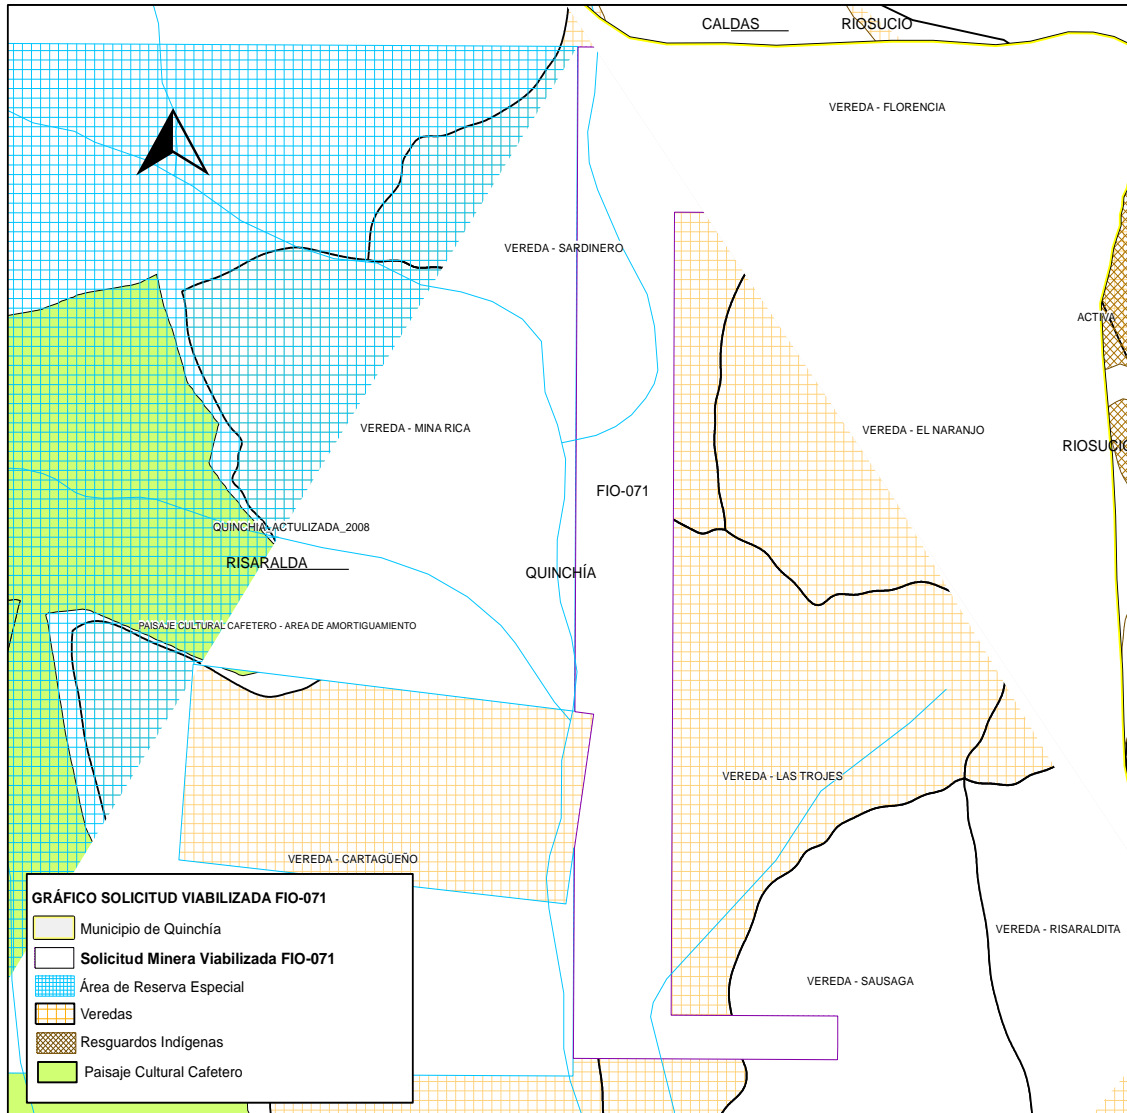 CALDAS
RIOSUCIO
VEREDA - FLORENCIA
VEREDA - SARDINERO
ACTIVA
VEREDA - MINA RICA
VEREDA - EL NARANJO
RIOSUCIO
FIO-071
QUINCHIA_ACTULIZADA_2008
RISARALDA
QUINCHÍA
PAISAJE CULTURAL CAFETERO - AREA DE AMORTIGUAMIENTO
VEREDA - LAS TROJES
VEREDA - CARTAGÜEÑO
VEREDA - RISARALDITA
VEREDA - SAUSAGA
GRÁFICO SOLICITUD VIABILIZADA FIO-071
Municipio de Quinchía
Solicitud Minera Viabilizada FIO-071
Área de Reserva Especial
Veredas
Resguardos Indígenas
Paisaje Cultural Cafetero